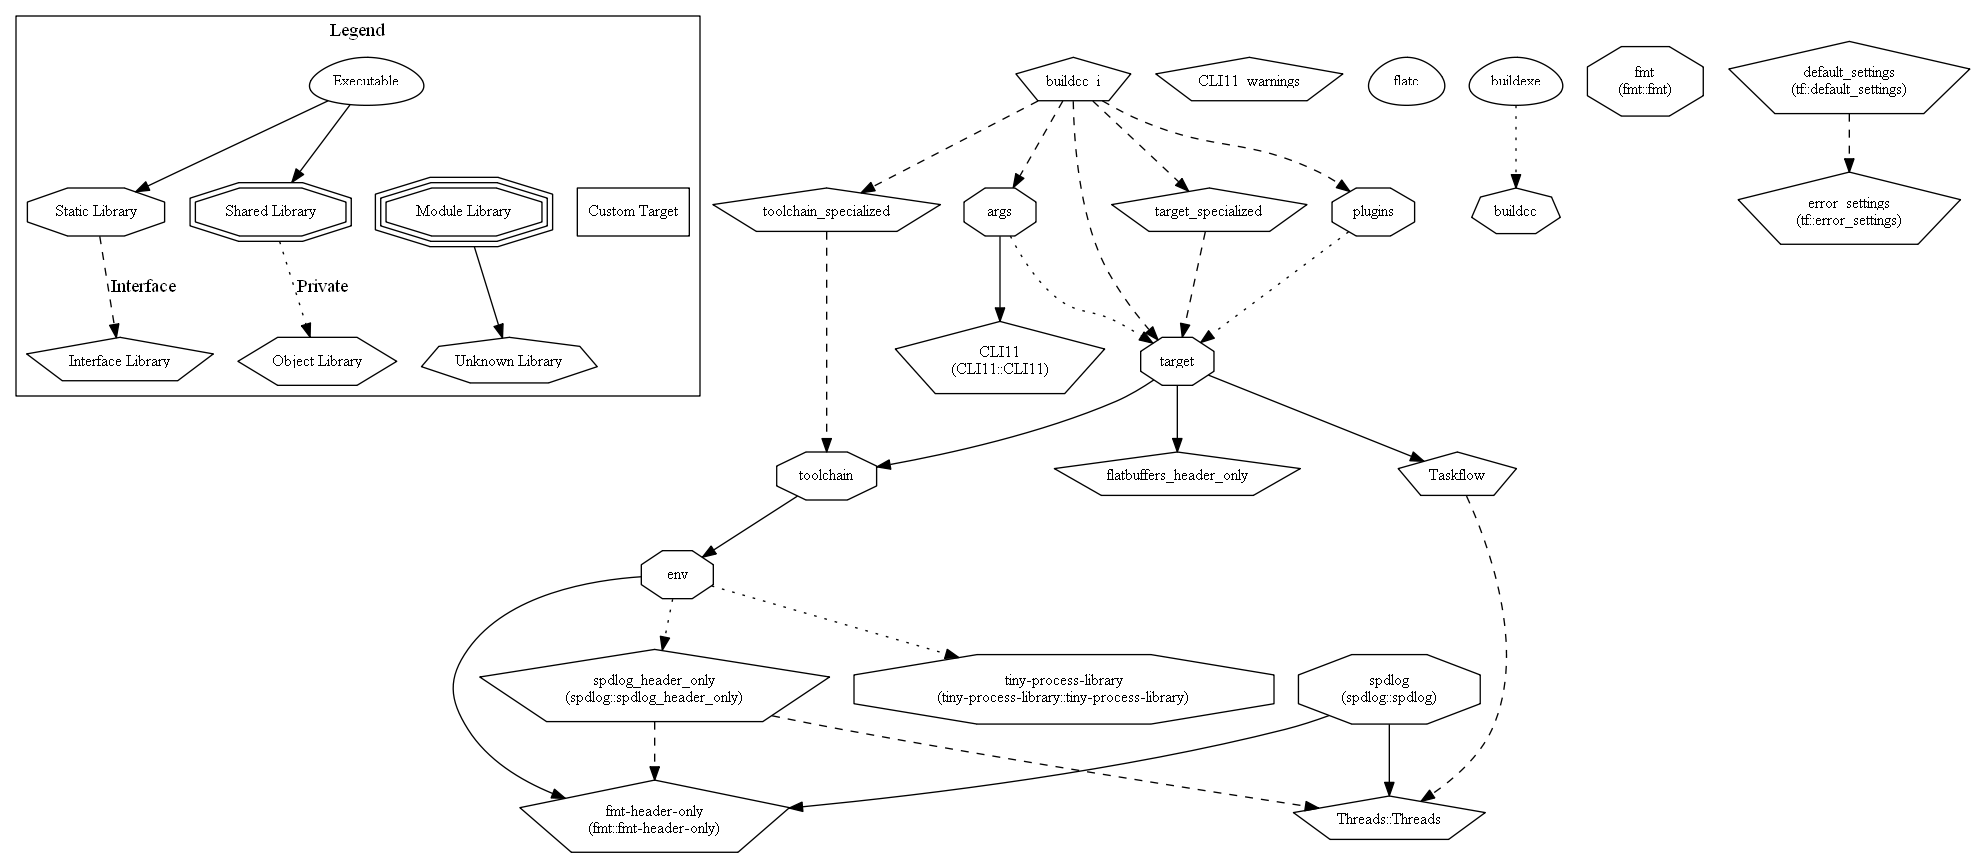 Legend
Executable
Static Library
Shared Library
Module Library
Custom Target
Interface
Private
Interface Library
Object Library
Unknown Library
buildcc_i
CLI11_warnings
flatc
buildexe
fmt
(fmt::fmt)
default_settings
(tf::default_settings)
toolchain_specialized
args
target_specialized
plugins
buildcc
error_settings
(tf::error_settings)
CLI11
(CLI11::CLI11)
target
toolchain
flatbuffers_header_only
Taskflow
env
spdlog_header_only
(spdlog::spdlog_header_only)
tiny-process-library
(tiny-process-library::tiny-process-library)
spdlog
(spdlog::spdlog)
fmt-header-only
(fmt::fmt-header-only)
Threads::Threads